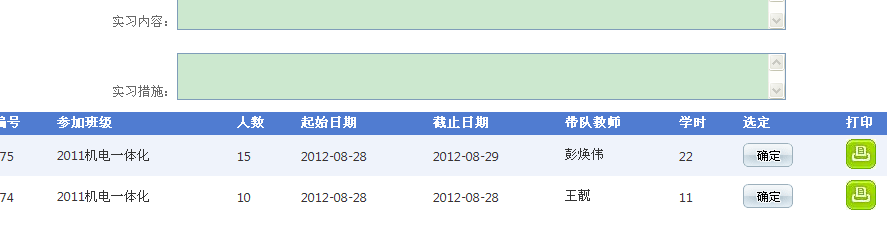 实习内容：
实习措施：
编号 参加班级 人数 起始日期 截止日期 带队教师 学时 选定 打印
75 2011机电一体化 15 2012-08-28 2012-08-29 彭焕伟 22 确定
74 2011机电一体化 10 2012-08-28 2012-08-28 王靓 11 确定